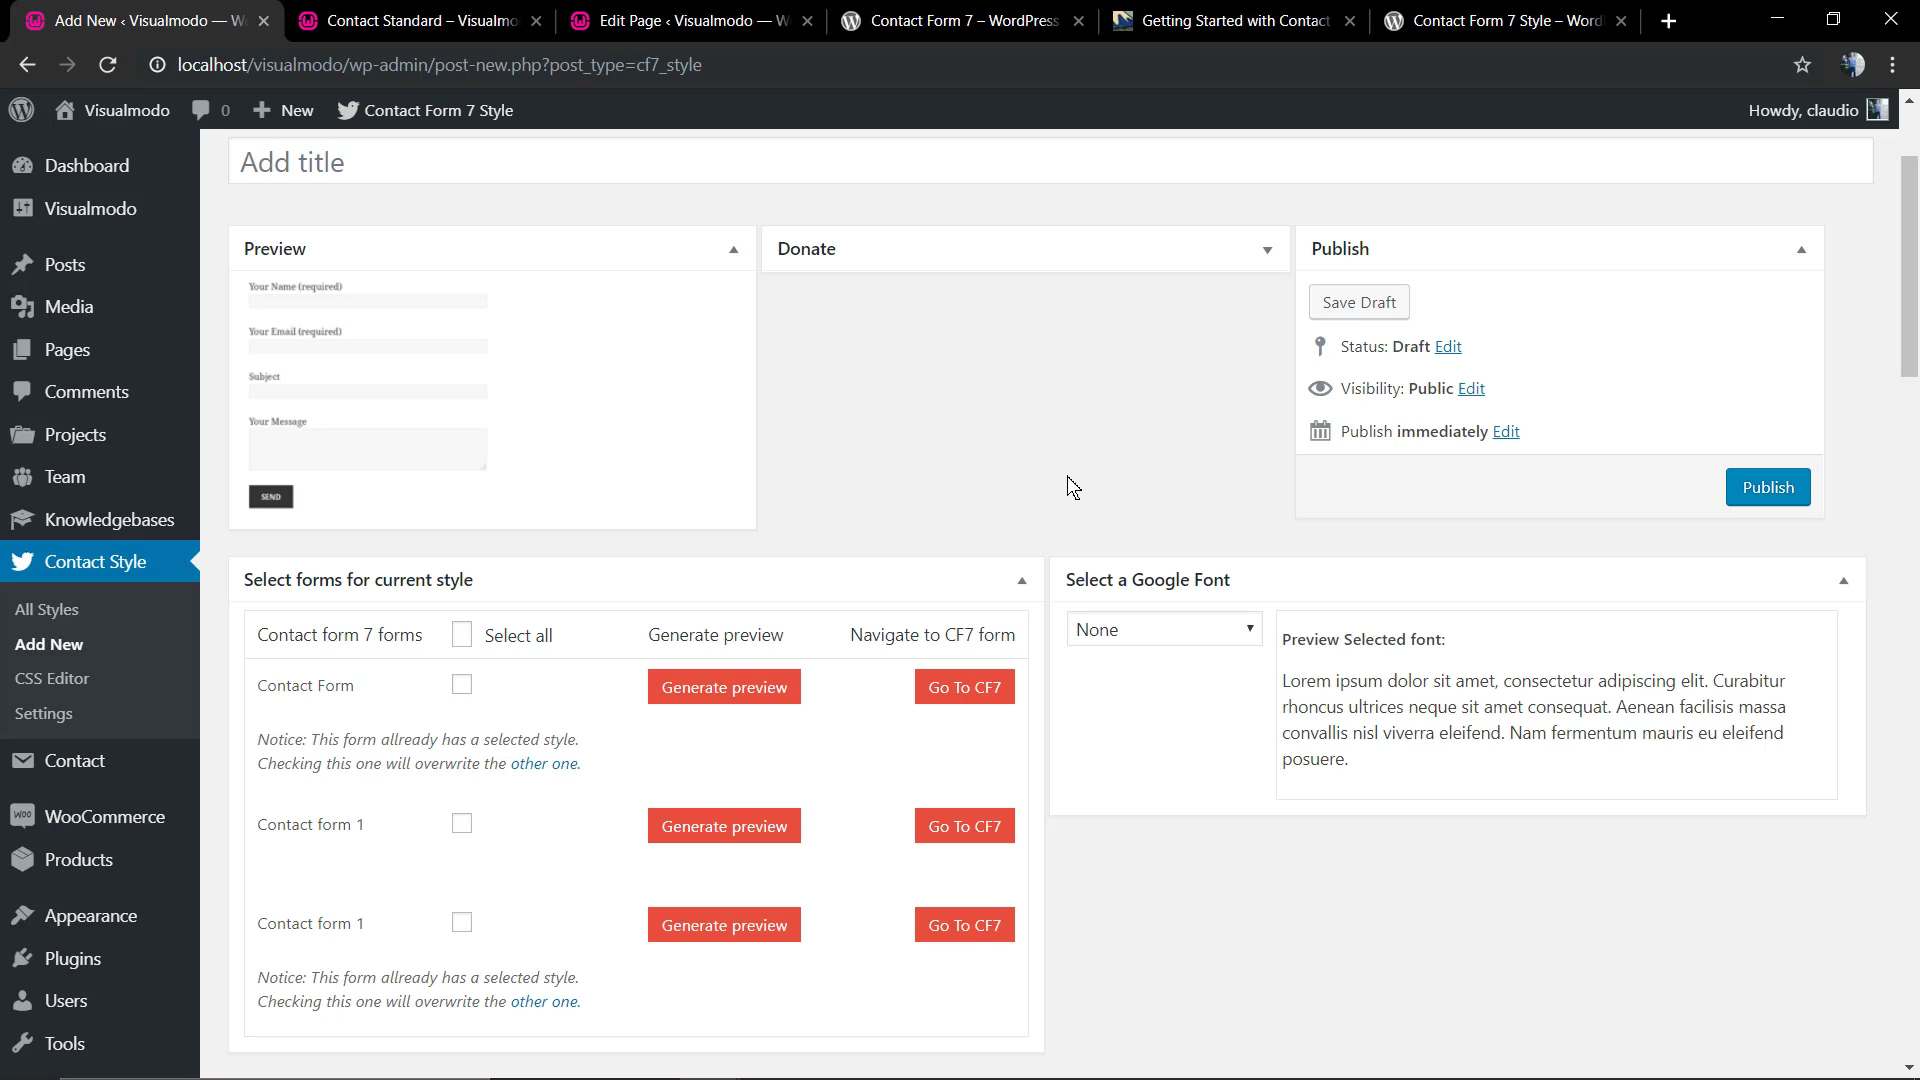 Add New ‹ Visualmodo — W
Contact Standard – Visualmo
Edit Page ‹ Visualmodo — W
Contact Form 7 – WordPress
Getting Started with Contact
Contact Form 7 Style – Word
localhost/visualmodo/wp-admin/post-new.php?post_type=cf7_style
Visualmodo
0
New
Contact Form 7 Style
Howdy, claudio
Dashboard
Visualmodo
Posts
Media
Pages
Comments
Projects
Team
Knowledgebases
Contact Style
All Styles
Add New
CSS Editor
Settings
Contact
WooCommerce
Products
Appearance
Plugins
Users
Tools
Add title
Preview
Your Name (required)
Your Email (required)
Subject
Your Message
SEND
Donate
Publish
Save Draft
Status: Draft Edit
Visibility: Public Edit
Publish immediately Edit
Publish
Select forms for current style
Contact form 7 forms Select all Generate preview Navigate to CF7 form
Contact Form Generate preview Go To CF7
Notice: This form allready has a selected style.
Checking this one will overwrite the other one.
Contact form 1 Generate preview Go To CF7
Contact form 1 Generate preview Go To CF7
Notice: This form allready has a selected style.
Checking this one will overwrite the other one.
Select a Google Font
None
Preview Selected font:
Lorem ipsum dolor sit amet, consectetur adipiscing elit. Curabitur
rhoncus ultrices neque sit amet consequat. Aenean facilisis massa
convallis nisl viverra eleifend. Nam fermentum mauris eu eleifend
posuere.